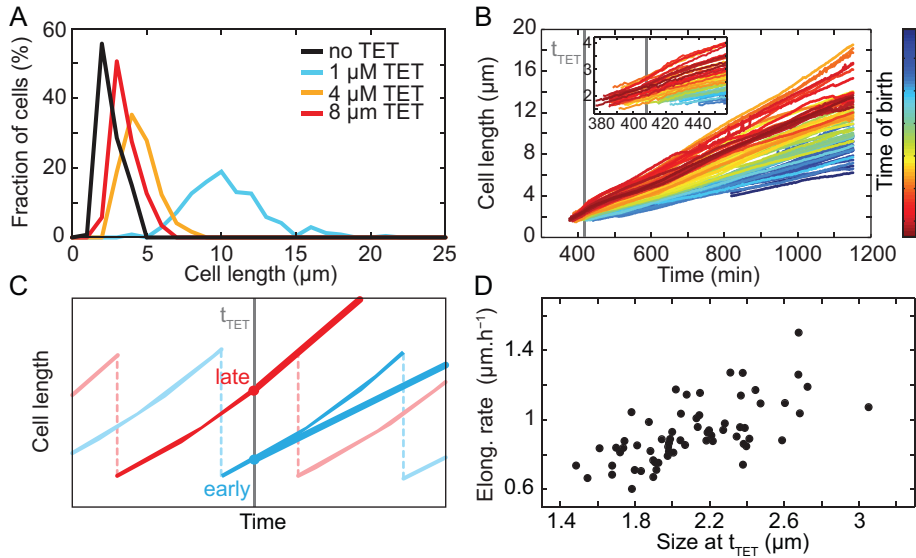 A
Fraction of cells (%)
60
40
20
0
0
5
10
15
20
25
Cell length (µm)
no TET
1 µM TET
4 µM TET
8 µm TET
B
Cell length (µm)
20
16
12
8
4
0
400
600
800
1000
1200
Time (min)
t_TET
4
3
2
380
400
420
440
Time of birth
C
Cell length
Time
t_TET
late
early
D
Elong. rate (µm.h⁻¹)
1.4
1
0.6
1.4
1.8
2.2
2.6
3
Size at t_TET (µm)